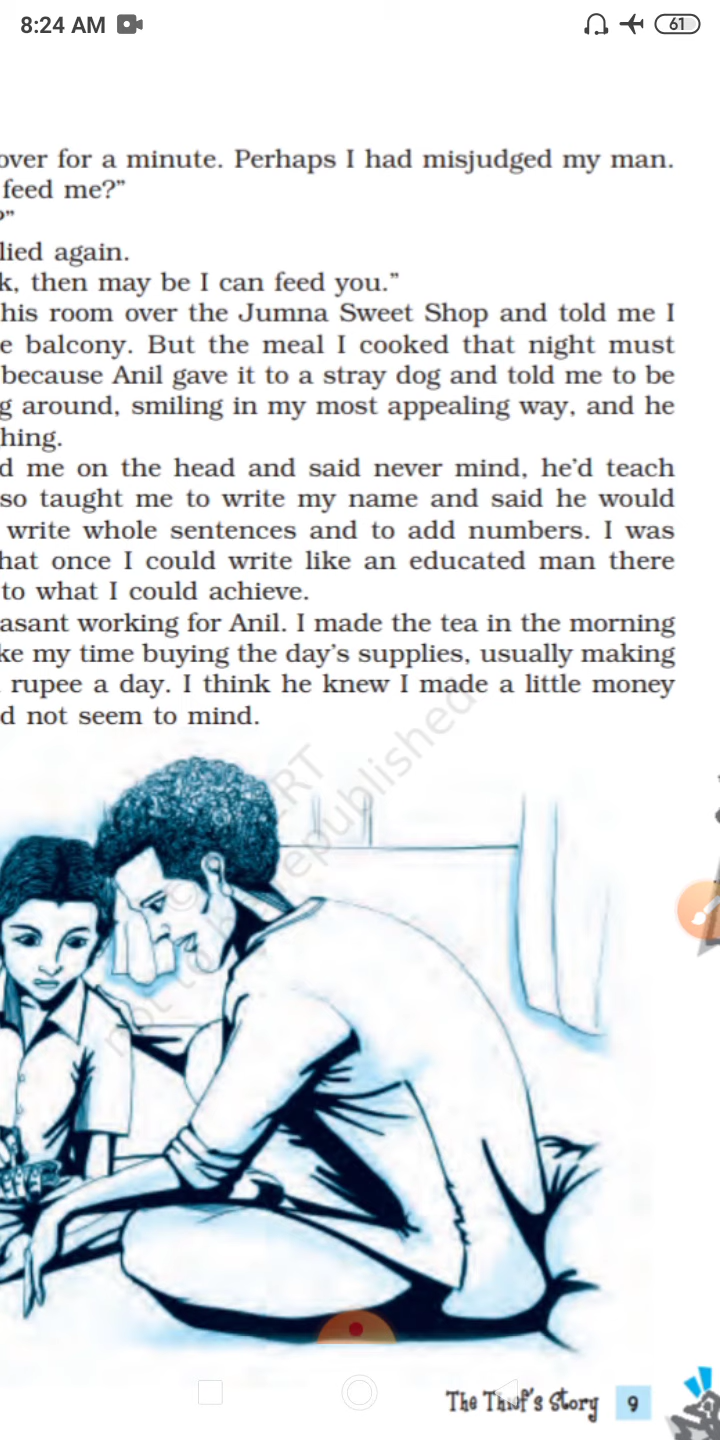 8:24 AM
61
over for a minute. Perhaps I had misjudged my man.
feed me?”
?”
lied again.
k, then may be I can feed you.”
his room over the Jumna Sweet Shop and told me I
e balcony. But the meal I cooked that night must
because Anil gave it to a stray dog and told me to be
g around, smiling in my most appealing way, and he
hing.
d me on the head and said never mind, he’d teach
so taught me to write my name and said he would
write whole sentences and to add numbers. I was
hat once I could write like an educated man there
to what I could achieve.
asant working for Anil. I made the tea in the morning
ke my time buying the day’s supplies, usually making
rupee a day. I think he knew I made a little money
d not seem to mind.
not to be republished
The Thief’s Story 9